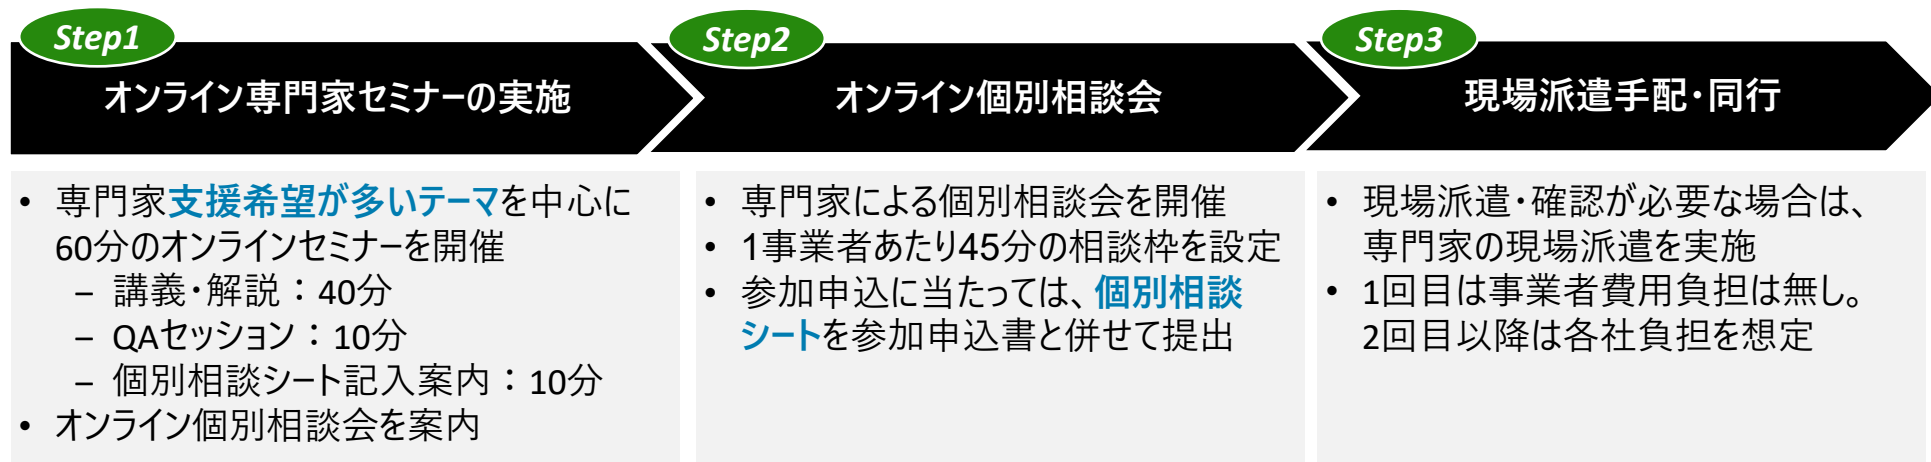 Step1
オンライン専門家セミナーの実施
• 専門家支援希望が多いテーマを中心に
60分のオンラインセミナーを開催
– 講義・解説：40分
– QAセッション：10分
– 個別相談シート記入案内：10分
• オンライン個別相談会を案内
Step2
オンライン個別相談会
• 専門家による個別相談会を開催
• 1事業者あたり45分の相談枠を設定
• 参加申込に当たっては、個別相談
シートを参加申込書と併せて提出
Step3
現場派遣手配・同行
• 現場派遣・確認が必要な場合は、
専門家の現場派遣を実施
• 1回目は事業者費用負担は無し。
2回目以降は各社負担を想定